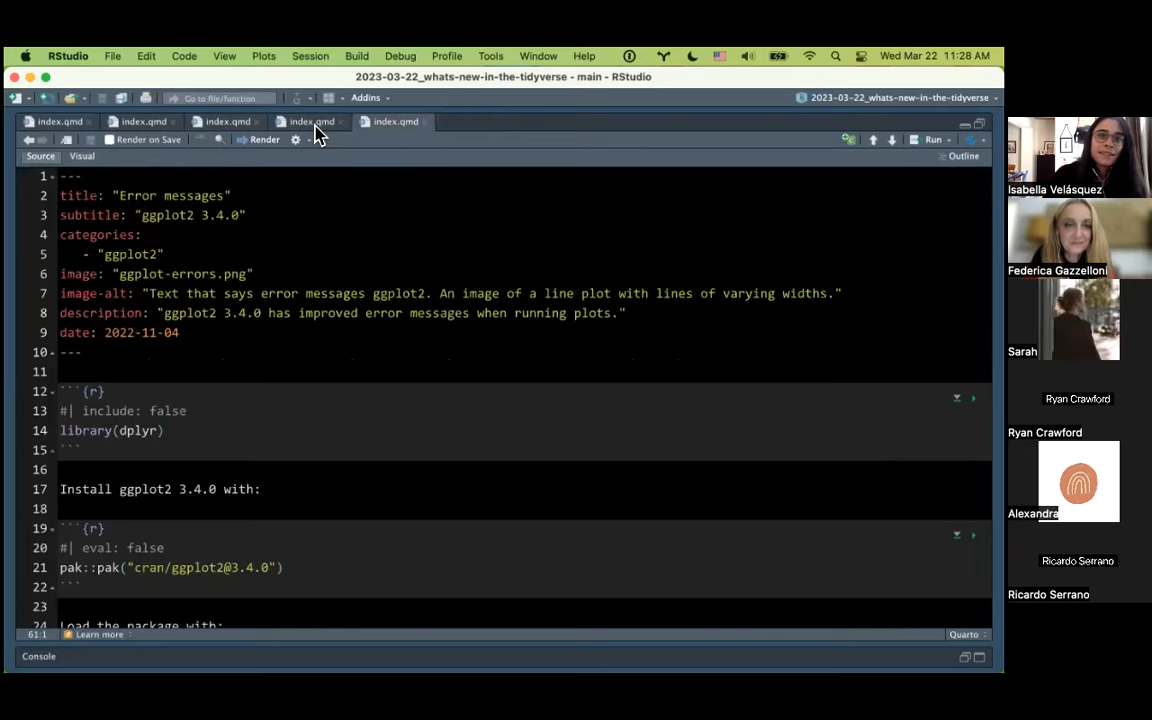 RStudio File Edit Code View Plots Session Build Debug Profile Tools Window Help Wed Mar 22 11:28 AM
2023-03-22_whats-new-in-the-tidyverse - main - RStudio
Go to file/function Addins 2023-03-22_whats-new-in-the-tidyverse
index.qmd index.qmd index.qmd index.qmd index.qmd
Render on Save Render Run
Source Visual Outline
1 ---
2 title: "Error messages"
3 subtitle: "ggplot2 3.4.0"
4 categories:
5 - "ggplot2"
6 image: "ggplot-errors.png"
7 image-alt: "Text that says error messages ggplot2. An image of a line plot with lines of varying widths."
8 description: "ggplot2 3.4.0 has improved error messages when running plots."
9 date: 2022-11-04
10 ---
11
12 ```{r}
13 #| include: false
14 library(dplyr)
15 ```
16
17 Install ggplot2 3.4.0 with:
18
19 ```{r}
20 #| eval: false
21 pak::pak("cran/ggplot2@3.4.0")
22 ```
23
24 Load the package with:
61:1 Learn more Quarto
Console
Isabella Velásquez
Federica Gazzelloni
Sarah
Ryan Crawford
Ryan Crawford
Alexandra
Ricardo Serrano
Ricardo Serrano